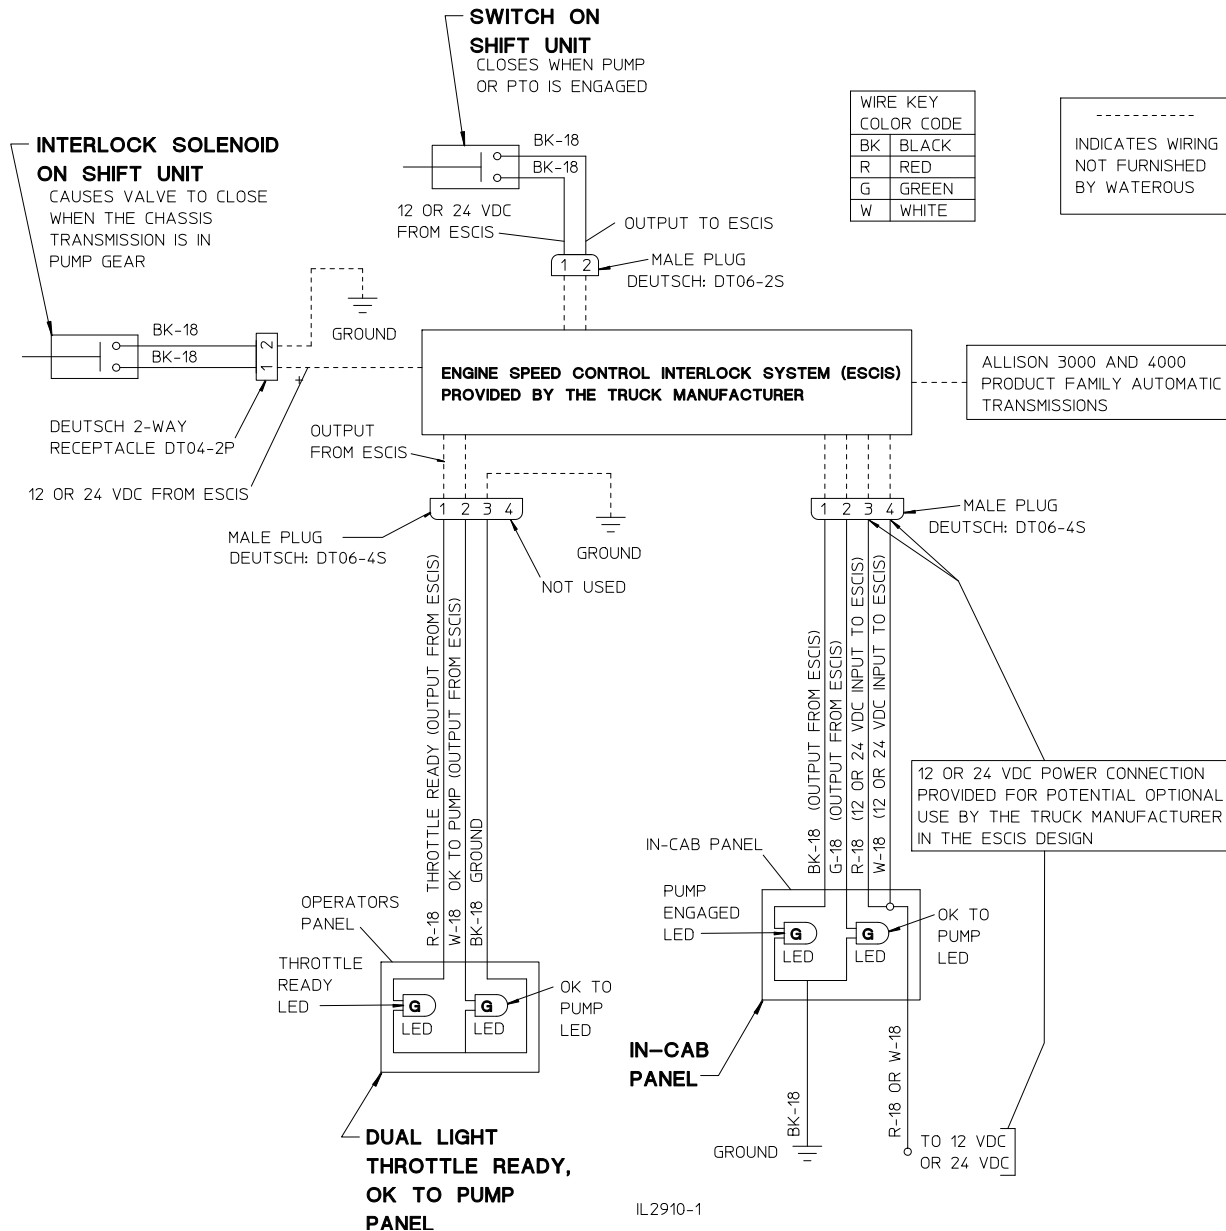 SWITCH ON
SHIFT UNIT
CLOSES WHEN PUMP
OR PTO IS ENGAGED
WIRE KEY
COLOR CODE
BK BLACK
R RED
G GREEN
W WHITE
INDICATES WIRING
NOT FURNISHED
BY WATEROUS
INTERLOCK SOLENOID
ON SHIFT UNIT
CAUSES VALVE TO CLOSE
WHEN THE CHASSIS
TRANSMISSION IS IN
PUMP GEAR
BK-18
BK-18
12 OR 24 VDC
FROM ESCIS
OUTPUT TO ESCIS
1 2
MALE PLUG
DEUTSCH: DT06-2S
GROUND
BK-18
BK-18
2
1
+
DEUTSCH 2-WAY
RECEPTACLE DT04-2P
12 OR 24 VDC FROM ESCIS
ENGINE SPEED CONTROL INTERLOCK SYSTEM (ESCIS)
PROVIDED BY THE TRUCK MANUFACTURER
ALLISON 3000 AND 4000
PRODUCT FAMILY AUTOMATIC
TRANSMISSIONS
OUTPUT
FROM ESCIS
1 2 3 4
MALE PLUG
DEUTSCH: DT06-4S
GROUND
NOT USED
1 2 3 4
MALE PLUG
DEUTSCH: DT06-4S
R-18 THROTTLE READY (OUTPUT FROM ESCIS)
W-18 OK TO PUMP (OUTPUT FROM ESCIS)
BK-18 GROUND
BK-18 (OUTPUT FROM ESCIS)
G-18 (OUTPUT FROM ESCIS)
R-18 (12 OR 24 VDC INPUT TO ESCIS)
W-18 (12 OR 24 VDC INPUT TO ESCIS)
12 OR 24 VDC POWER CONNECTION
PROVIDED FOR POTENTIAL OPTIONAL
USE BY THE TRUCK MANUFACTURER
IN THE ESCIS DESIGN
OPERATORS
PANEL
THROTTLE
READY
LED
G
LED
G
LED
OK TO
PUMP
LED
DUAL LIGHT
THROTTLE READY,
OK TO PUMP
PANEL
IN-CAB PANEL
PUMP
ENGAGED
LED
G
LED
G
LED
OK TO
PUMP
LED
IN-CAB
PANEL
BK-18
R-18 OR W-18
GROUND
TO 12 VDC
OR 24 VDC
IL2910-1